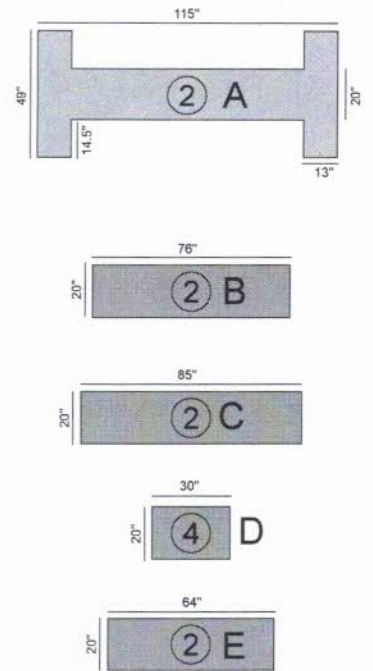 115"
49"
② A
20"
14.5"
13"
76"
20"
② B
85"
20"
② C
30"
20"
④ D
64"
20"
② E